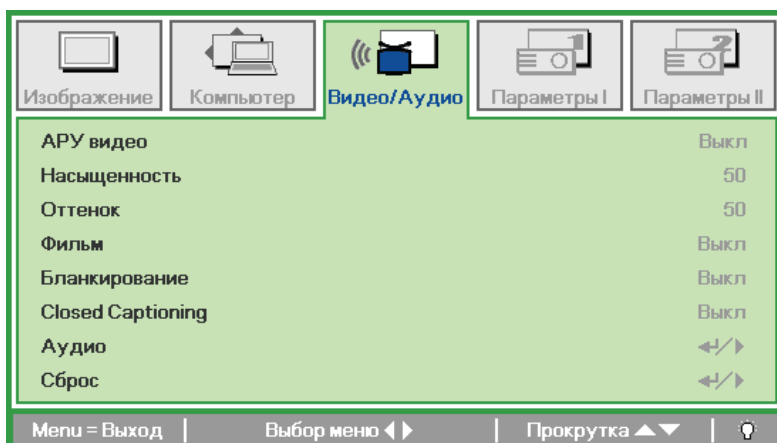 Изображение Компьютер Видео/Аудио Параметры I Параметры II
АРУ видео Выкл
Насыщенность 50
Оттенок 50
Фильм Выкл
Бланкирование Выкл
Closed Captioning Выкл
Аудио
Сброс
Menu = Выход Выбор меню Прокрутка